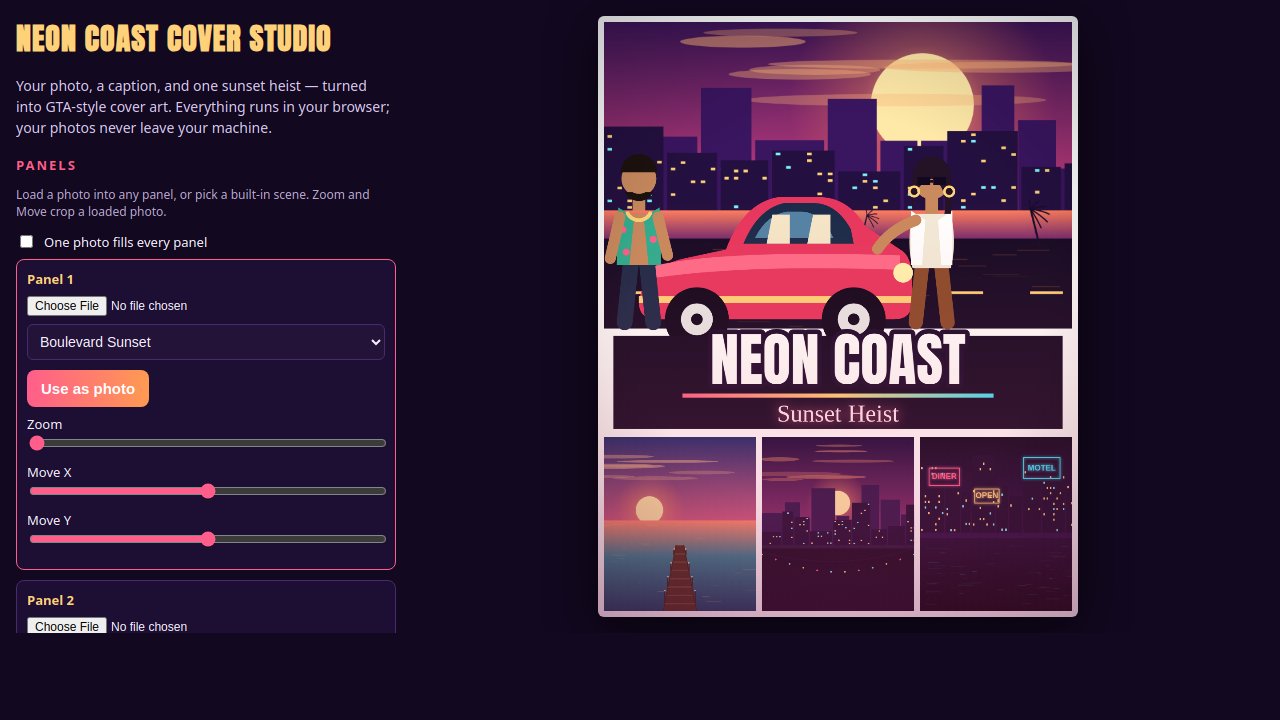 NEON COAST COVER STUDIO
Your photo, a caption, and one sunset heist — turned
into GTA-style cover art. Everything runs in your browser;
your photos never leave your machine.
PANELS
Load a photo into any panel, or pick a built-in scene. Zoom and
Move crop a loaded photo.
One photo fills every panel
Panel 1
Choose File No file chosen
Boulevard Sunset
Use as photo
Zoom
Move X
Move Y
Panel 2
Choose File No file chosen
NEON COAST
Sunset Heist
DINER
OPEN
MOTEL